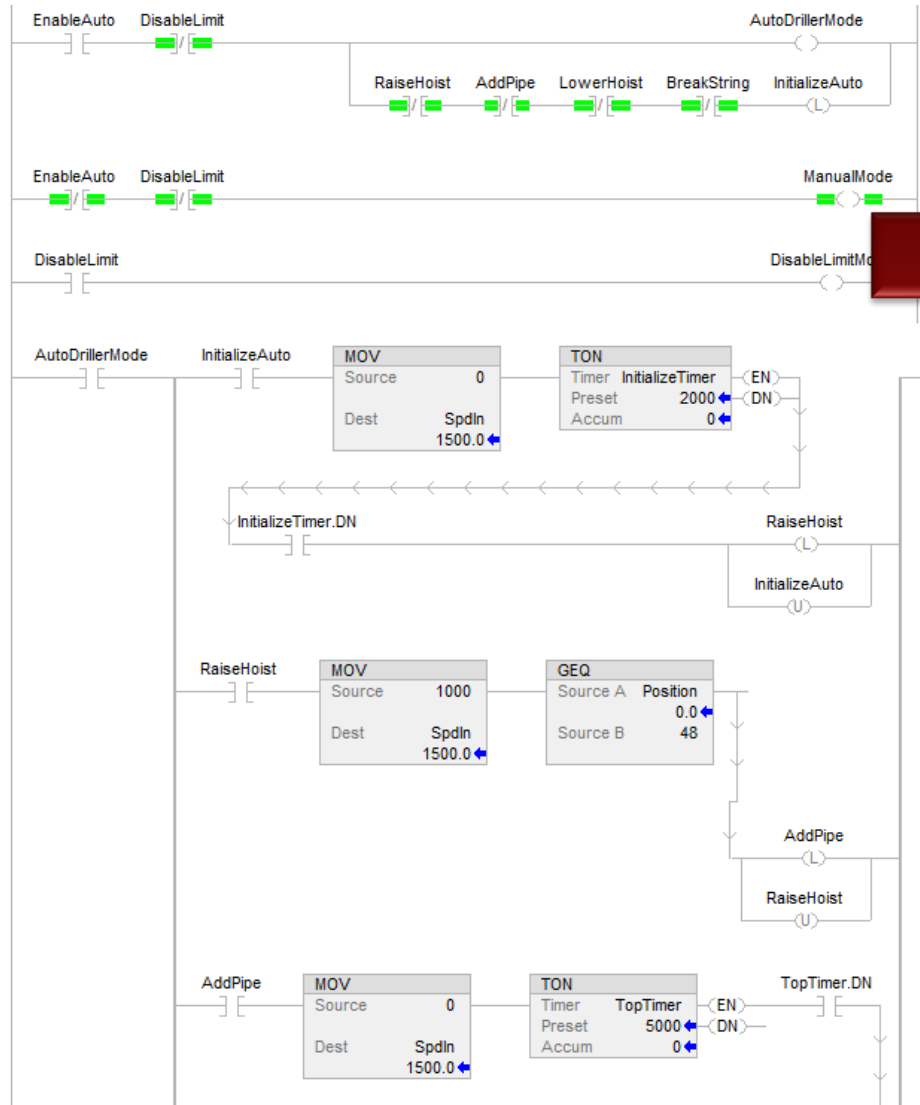 EnableAuto DisableLimit AutoDrillerMode
RaiseHoist AddPipe LowerHoist BreakString InitializeAuto
L
EnableAuto DisableLimit ManualMode
DisableLimit
AutoDrillerMode InitializeAuto MOV TON
Source 0 Timer InitializeTimer EN
Preset 2000 DN
Dest SpdIn Accum 0
1500.0
InitializeTimer.DN RaiseHoist
L
InitializeAuto
U
RaiseHoist MOV GEQ
Source 1000 Source A Position
0.0
Dest SpdIn Source B 48
1500.0
AddPipe
L
RaiseHoist
U
AddPipe MOV TON TopTimer.DN
Source 0 Timer TopTimer EN
Preset 5000 DN
Dest SpdIn Accum 0
1500.0